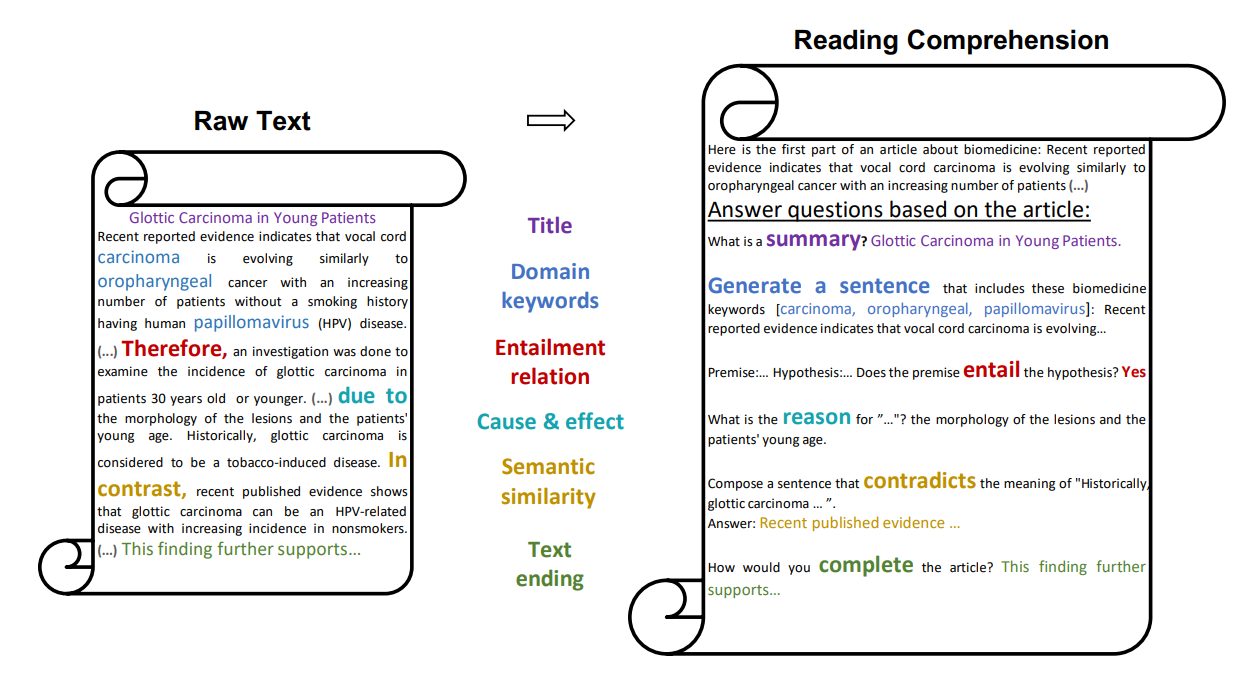 Reading Comprehension
Raw Text
Glottic Carcinoma in Young Patients
Recent reported evidence indicates that vocal cord
carcinoma is evolving similarly to
oropharyngeal cancer with an increasing
number of patients without a smoking history
having human papillomavirus (HPV) disease.
(...) Therefore, an investigation was done to
examine the incidence of glottic carcinoma in
patients 30 years old or younger. (...) due to
the morphology of the lesions and the patients'
young age. Historically, glottic carcinoma is
considered to be a tobacco-induced disease. In
contrast, recent published evidence shows
that glottic carcinoma can be an HPV-related
disease with increasing incidence in nonsmokers.
(...) This finding further supports...
Title
Domain
keywords
Entailment
relation
Cause & effect
Semantic
similarity
Text
ending
Here is the first part of an article about biomedicine: Recent reported
evidence indicates that vocal cord carcinoma is evolving similarly to
oropharyngeal cancer with an increasing number of patients (...)
Answer questions based on the article:
What is a summary? Glottic Carcinoma in Young Patients.
Generate a sentence that includes these biomedicine
keywords [carcinoma, oropharyngeal, papillomavirus]: Recent
reported evidence indicates that vocal cord carcinoma is evolving...
Premise:... Hypothesis:... Does the premise entail the hypothesis? Yes
What is the reason for "..."? the morphology of the lesions and the
patients' young age.
Compose a sentence that contradicts the meaning of "Historically,
glottic carcinoma ... ".
Answer: Recent published evidence ...
How would you complete the article? This finding further
supports...